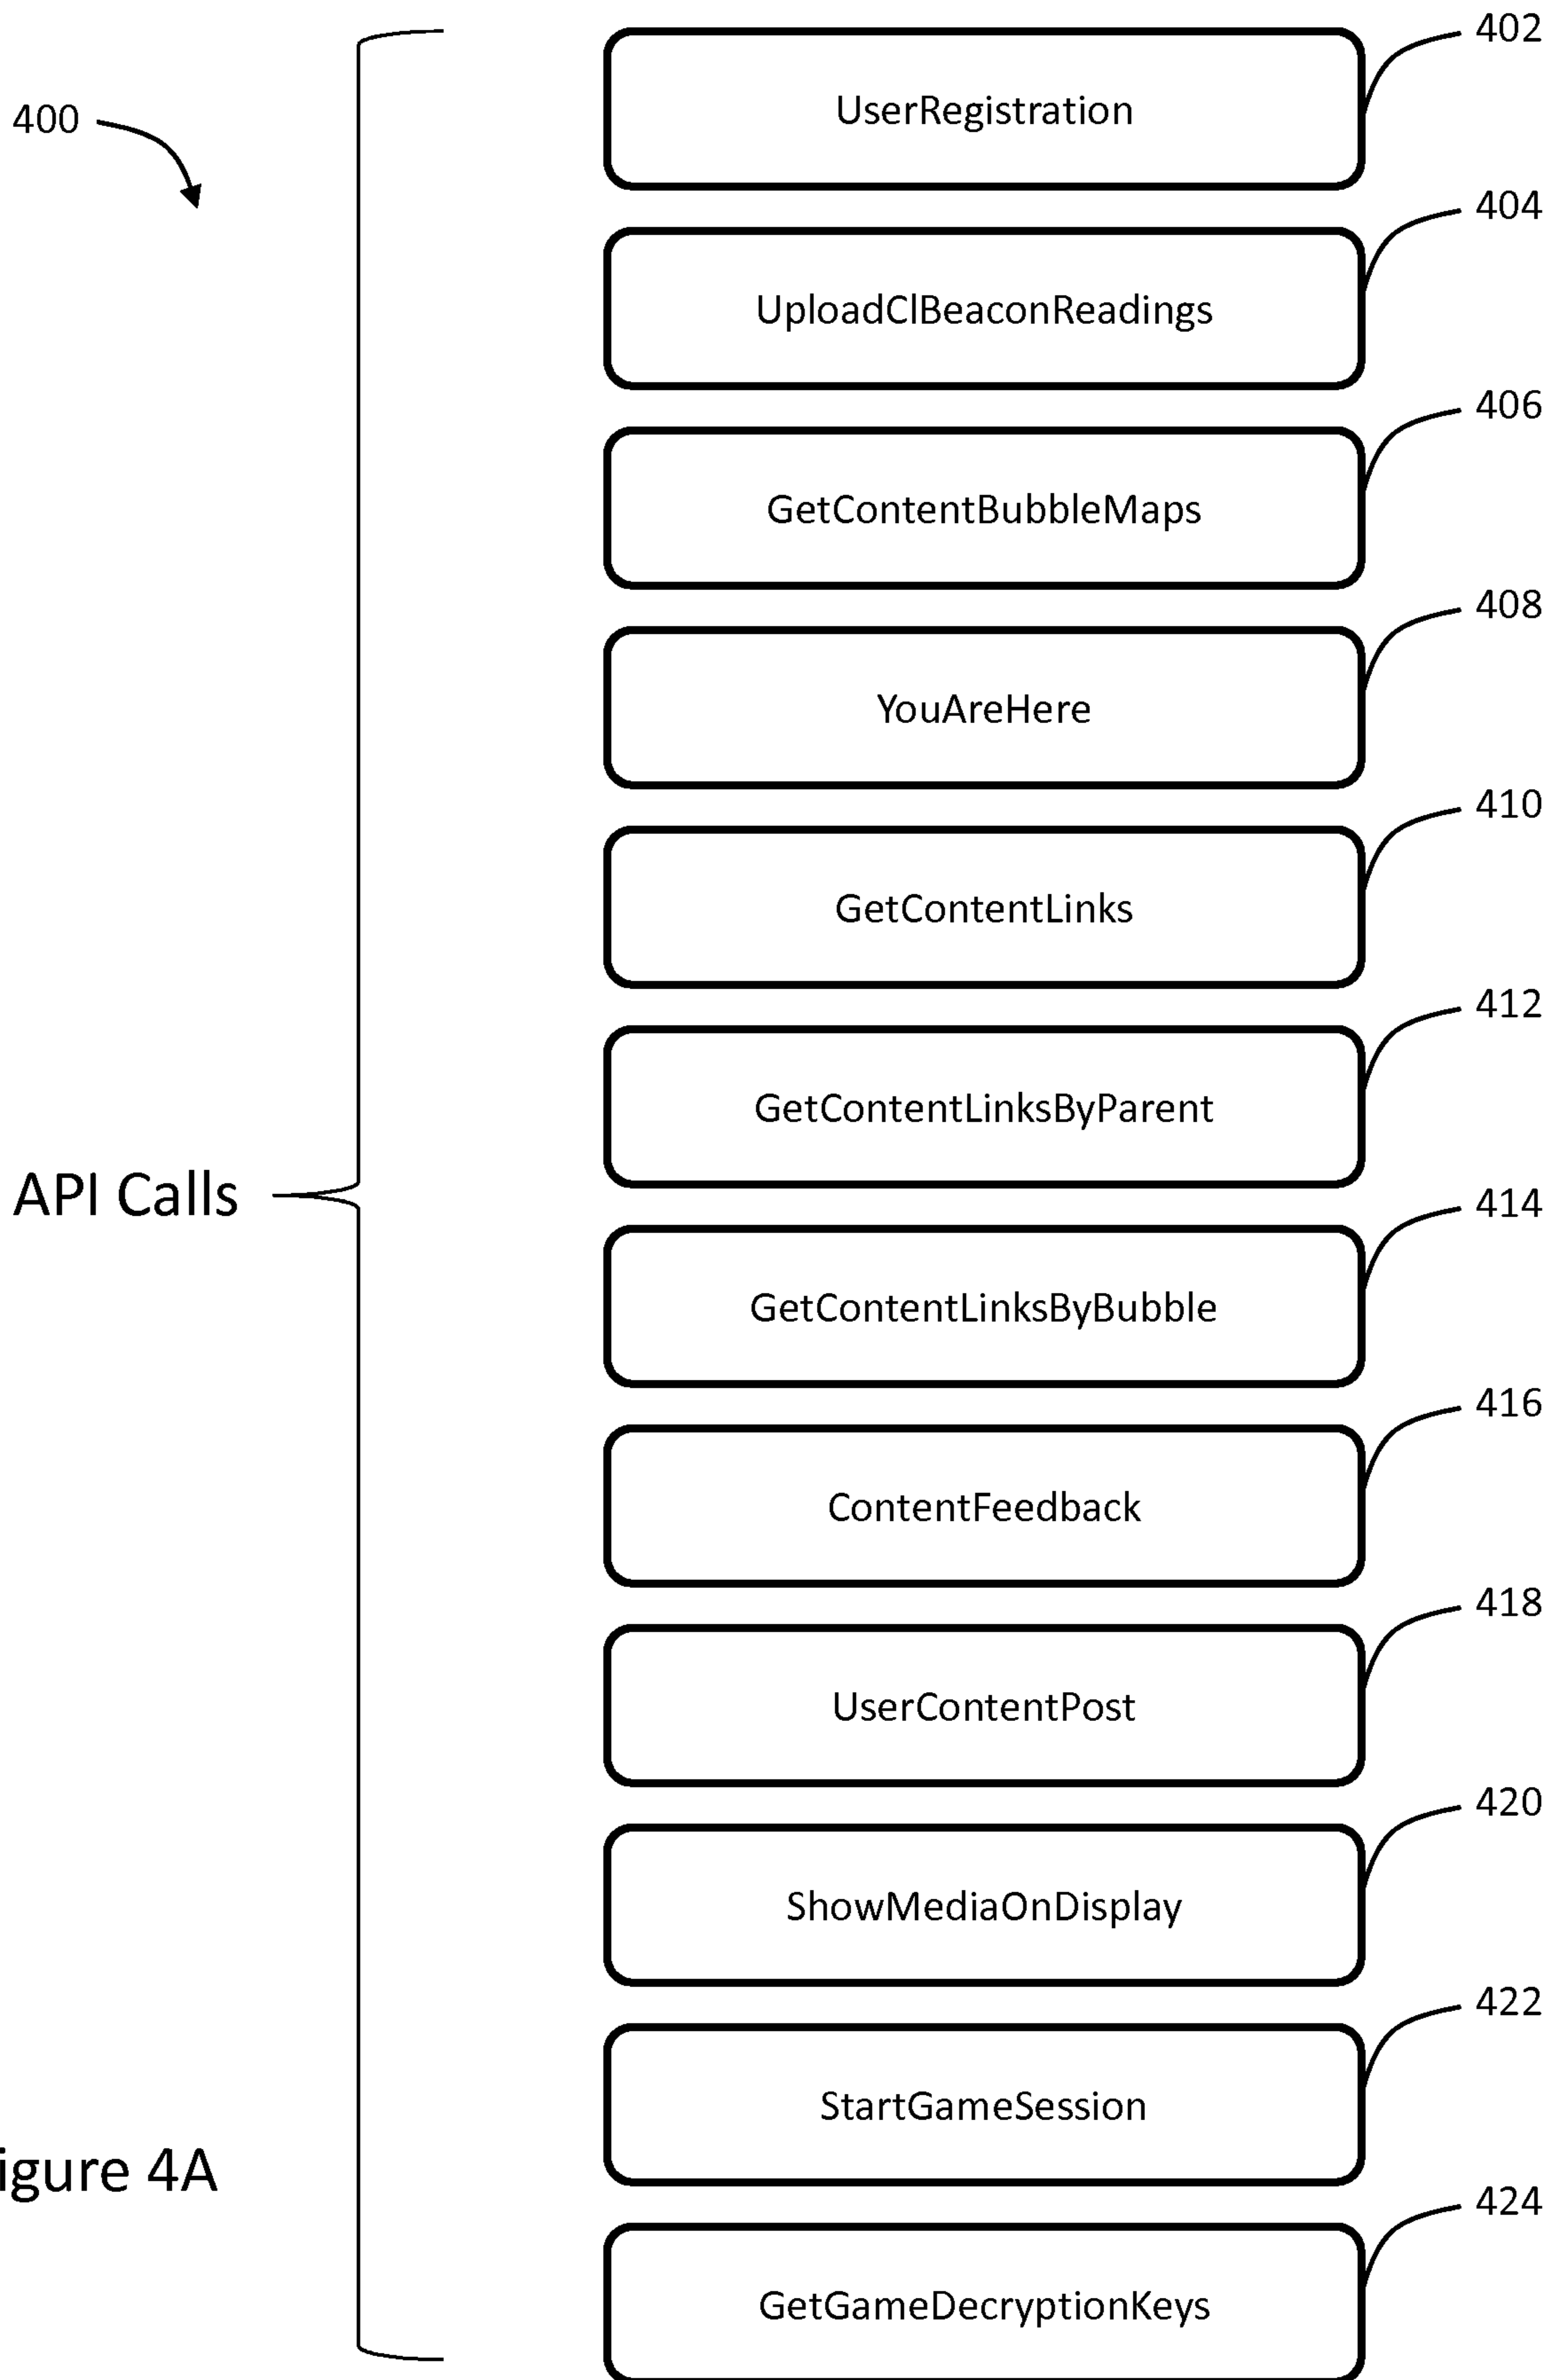 402
400
UserRegistration
404
UploadClBeaconReadings
406
GetContentBubbleMaps
408
YouAreHere
410
GetContentLinks
412
GetContentLinksByParent
API Calls
414
GetContentLinksByBubble
416
ContentFeedback
418
UserContentPost
420
ShowMediaOnDisplay
422
StartGameSession
igure 4A
424
GetGameDecryptionKeys